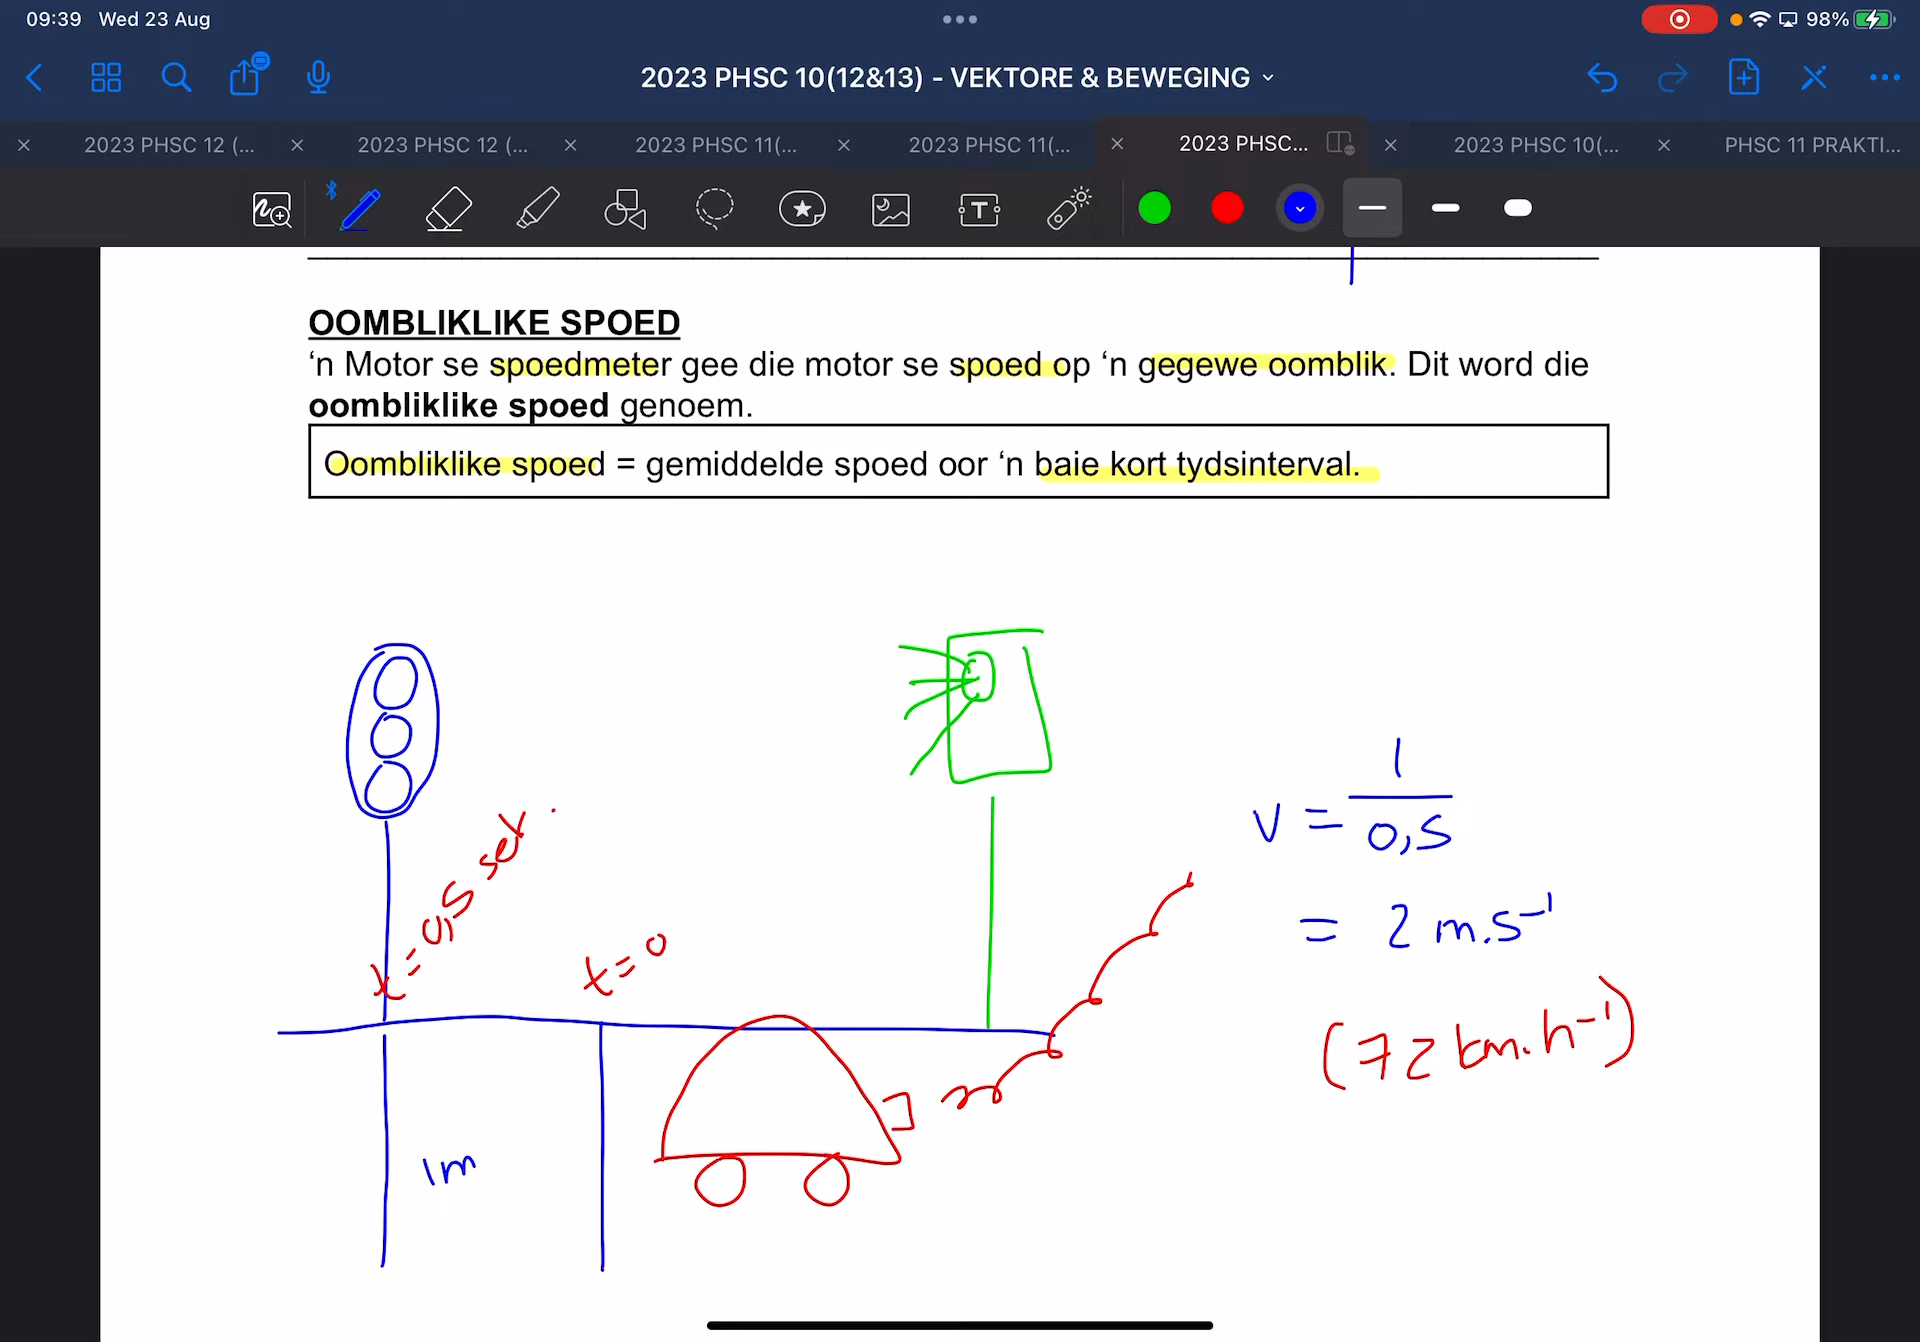 09:39 Wed 23 Aug
98%
2023 PHSC 10(12&13) - VEKTORE & BEWEGING
2023 PHSC 12 (... 2023 PHSC 12 (... 2023 PHSC 11(... 2023 PHSC 11(... 2023 PHSC... 2023 PHSC 10(... PHSC 11 PRAKTI...
T
OOMBLIKLIKE SPOED
‘n Motor se spoedmeter gee die motor se spoed op ‘n gegewe oomblik. Dit word die
oombliklike spoed genoem.
Oombliklike spoed = gemiddelde spoed oor ‘n baie kort tydsinterval.
t = 0,5 sek.
t = 0
1m
v = 1/0,5
= 2 m.s⁻¹
(72 km.h⁻¹)